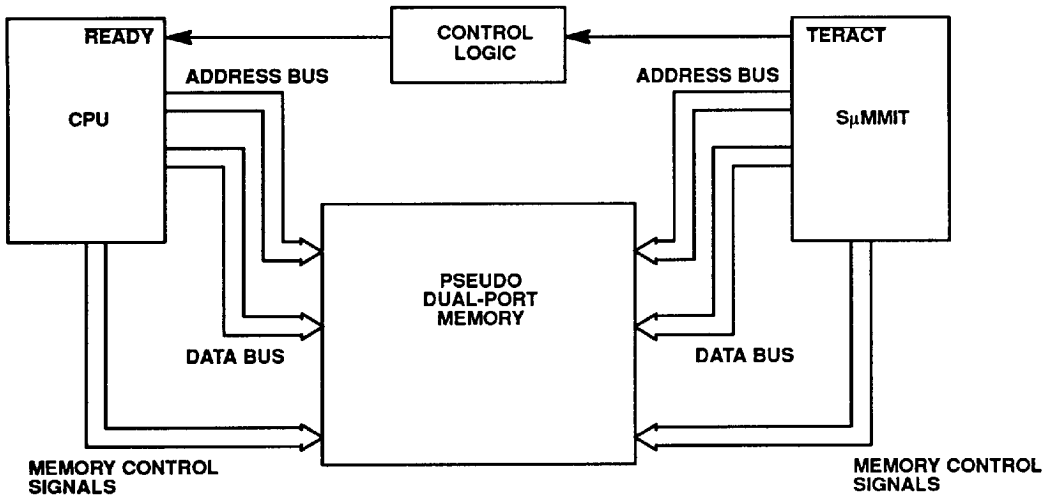 READY
CONTROL
LOGIC
TERACT
ADDRESS BUS
ADDRESS BUS
CPU
SμMMIT
PSEUDO
DUAL-PORT
MEMORY
DATA BUS
DATA BUS
MEMORY CONTROL
SIGNALS
MEMORY CONTROL
SIGNALS